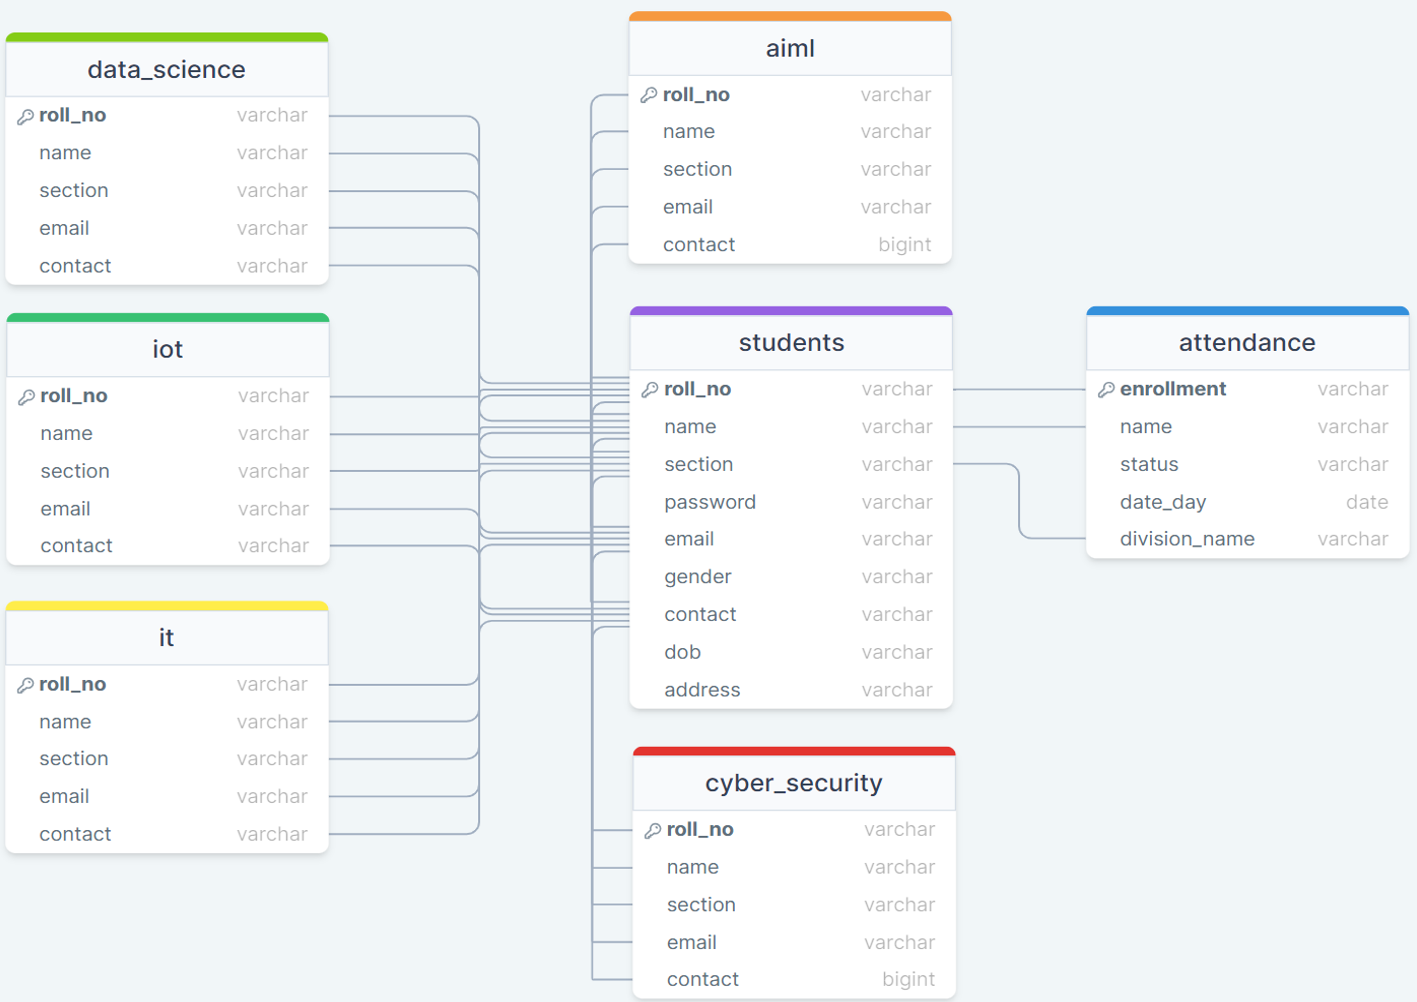 data_science
roll_no varchar
name varchar
section varchar
email varchar
contact varchar
iot
roll_no varchar
name varchar
section varchar
email varchar
contact varchar
it
roll_no varchar
name varchar
section varchar
email varchar
contact varchar
aiml
roll_no varchar
name varchar
section varchar
email varchar
contact bigint
students
roll_no varchar
name varchar
section varchar
password varchar
email varchar
gender varchar
contact varchar
dob varchar
address varchar
cyber_security
roll_no varchar
name varchar
section varchar
email varchar
contact bigint
attendance
enrollment varchar
name varchar
status varchar
date_day date
division_name varchar